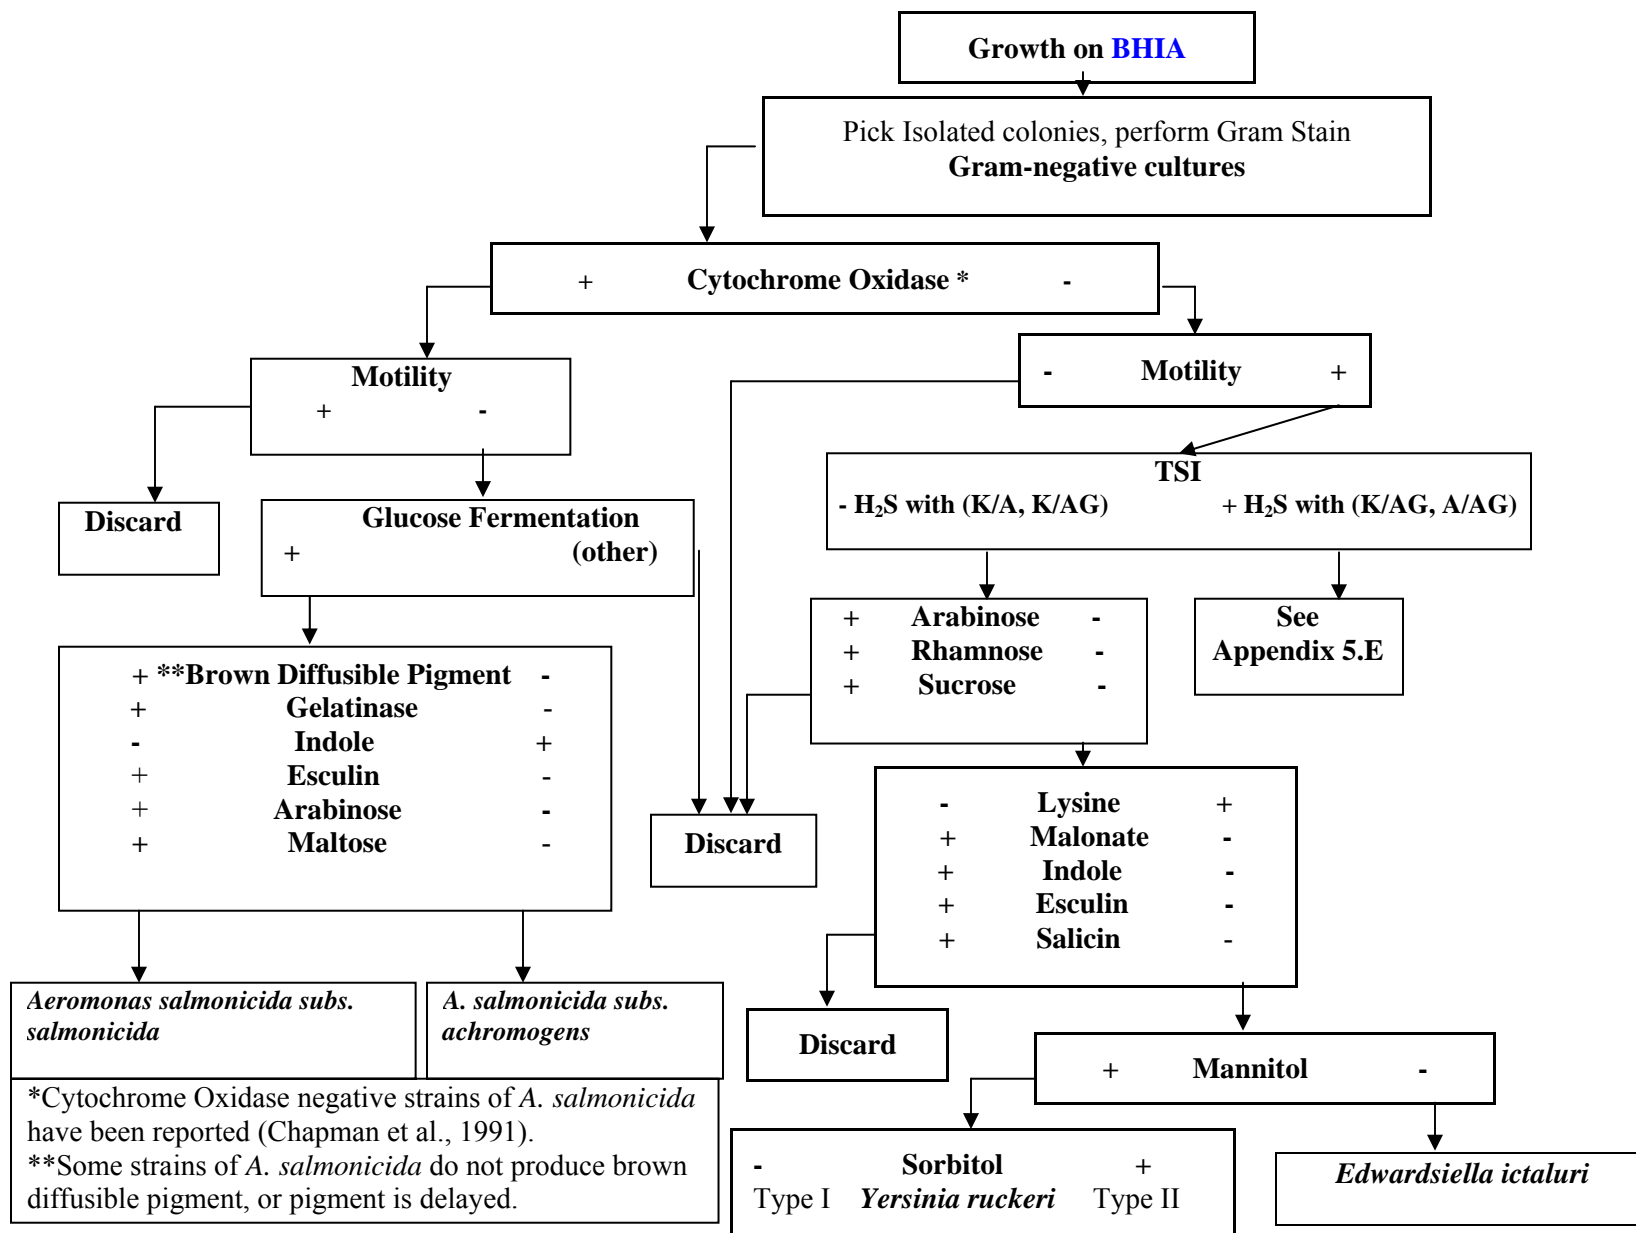 Growth on BHIA
Pick Isolated colonies, perform Gram Stain
Gram-negative cultures
+ Cytochrome Oxidase * -
Motility
+ -
- Motility +
Discard
Glucose Fermentation
+ (other)
TSI
- H₂S with (K/A, K/AG) + H₂S with (K/AG, A/AG)
+ **Brown Diffusible Pigment -
+ Gelatinase -
- Indole +
+ Esculin -
+ Arabinose -
+ Maltose -
+ Arabinose -
+ Rhamnose -
+ Sucrose -
See
Appendix 5.E
Discard
- Lysine +
+ Malonate -
+ Indole -
+ Esculin -
+ Salicin -
Aeromonas salmonicida subs.
salmonicida
A. salmonicida subs.
achromogens
Discard
+ Mannitol -
*Cytochrome Oxidase negative strains of A. salmonicida
have been reported (Chapman et al., 1991).
**Some strains of A. salmonicida do not produce brown
diffusible pigment, or pigment is delayed.
- Sorbitol +
Type I Yersinia ruckeri Type II
Edwardsiella ictaluri